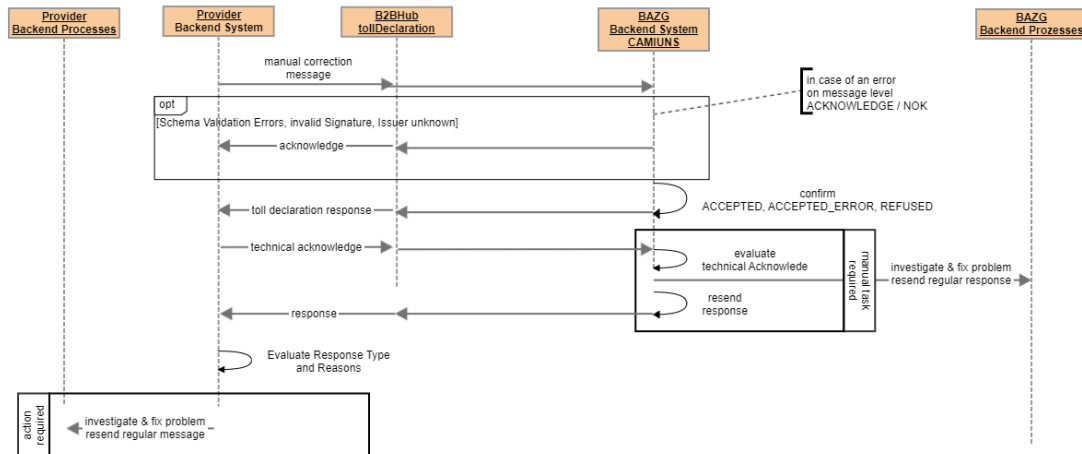 Provider
Backend Processes
Provider
Backend System
B2BHub
tollDeclaration
BAZG
Backend System
CAMIUNS
BAZG
Backend Prozesses
manual correction
message
in case of an error
on message level
ACKNOWLEDGE / NOK
opt
[Schema Validation Errors, invalid Signature, Issuer unknown]
acknowledge
confirm
ACCEPTED, ACCEPTED_ERROR, REFUSED
toll declaration response
technical acknowledge
evaluate
technical Acknowlede
manual task
required
investigate & fix problem
resend regular response
resend
response
response
Evaluate Response Type
and Reasons
action
required
investigate & fix problem
resend regular message